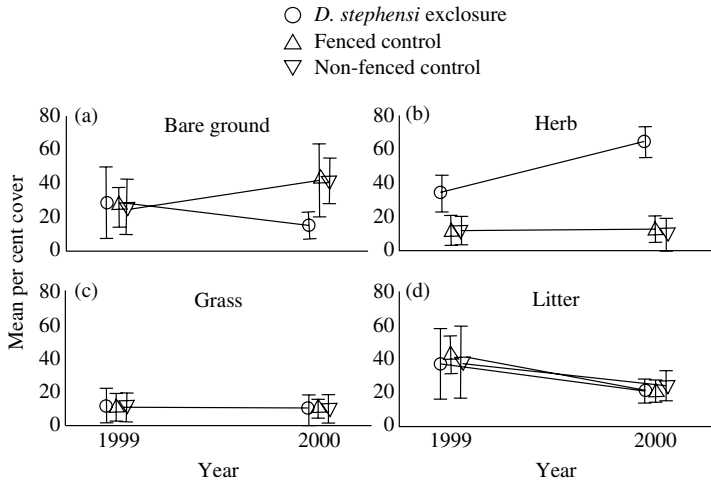 D. stephensi exclosure
Fenced control
Non-fenced control
Mean per cent cover
(a)
Bare ground
80
60
40
20
0
(b)
Herb
80
60
40
20
0
(c)
Grass
80
60
40
20
0
1999
2000
Year
(d)
Litter
80
60
40
20
0
1999
2000
Year